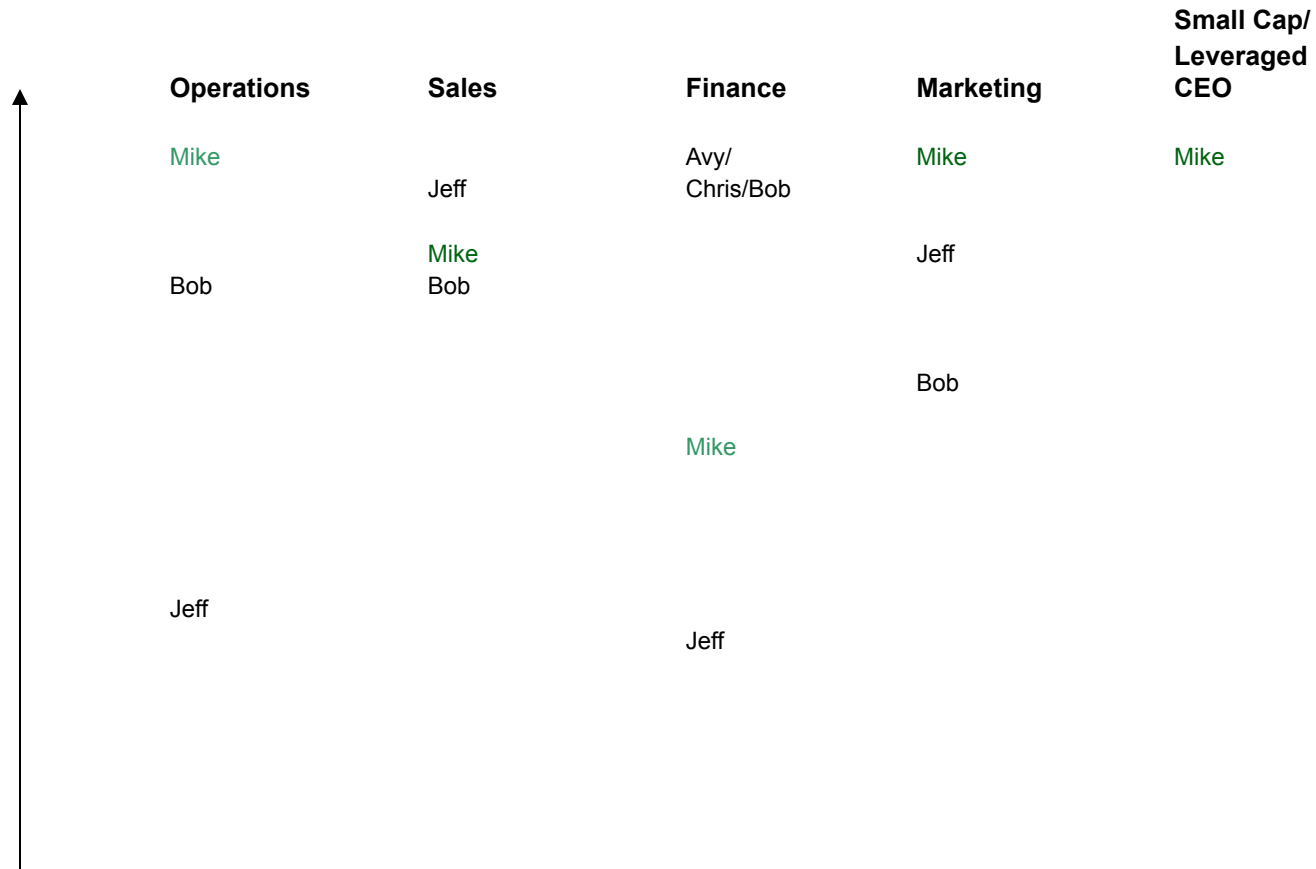 Small Cap/
Leveraged
Operations Sales Finance Marketing CEO
Mike Avy/ Mike Mike
Jeff Chris/Bob
Mike Jeff
Bob Bob
Bob
Mike
Jeff
Jeff